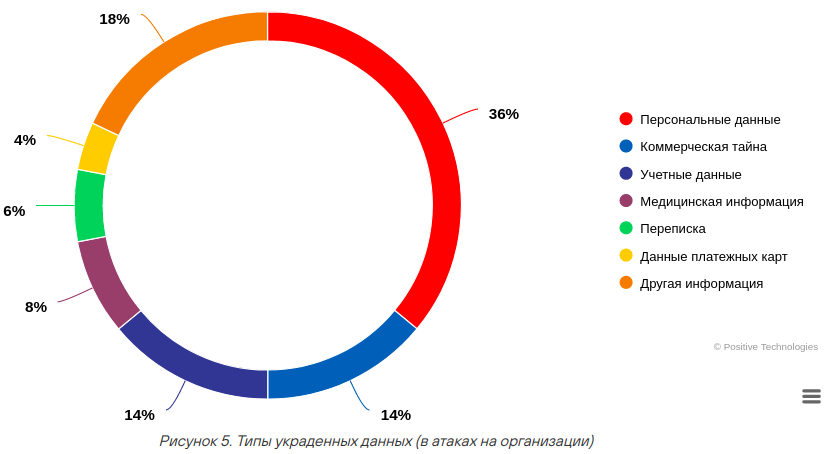 18%
36%
4%
6%
8%
14%
14%
Персональные данные
Коммерческая тайна
Учетные данные
Медицинская информация
Переписка
Данные платежных карт
Другая информация
© Positive Technologies
Рисунок 5. Типы украденных данных (в атаках на организации)